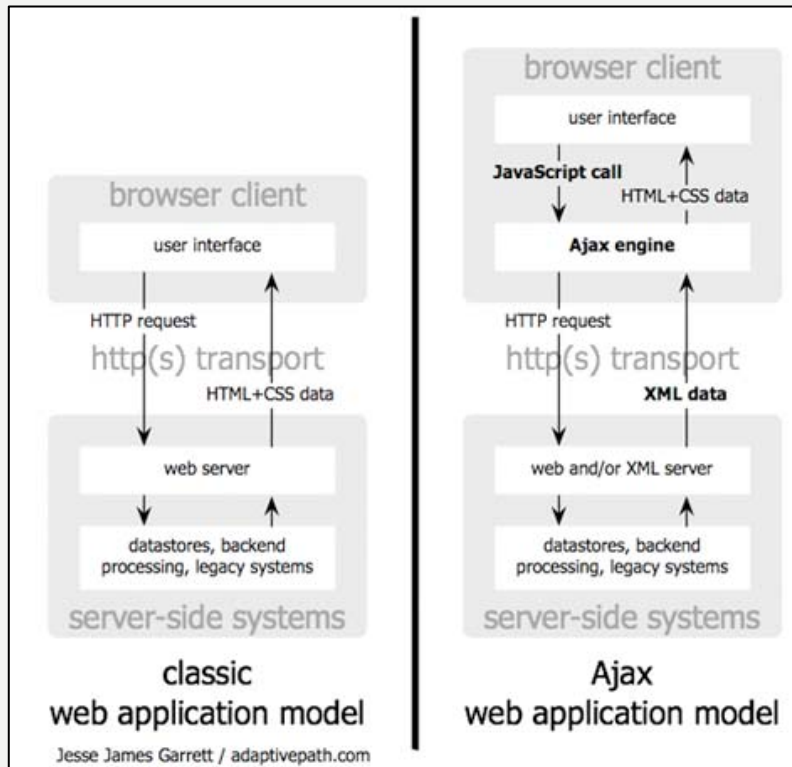 browser client
user interface
HTTP request
http(s) transport
HTML+CSS data
web server
datastores, backend
processing, legacy systems
server-side systems
classic
web application model
Jesse James Garrett / adaptivepath.com
browser client
user interface
JavaScript call
HTML+CSS data
Ajax engine
HTTP request
http(s) transport
XML data
web and/or XML server
datastores, backend
processing, legacy systems
server-side systems
Ajax
web application model